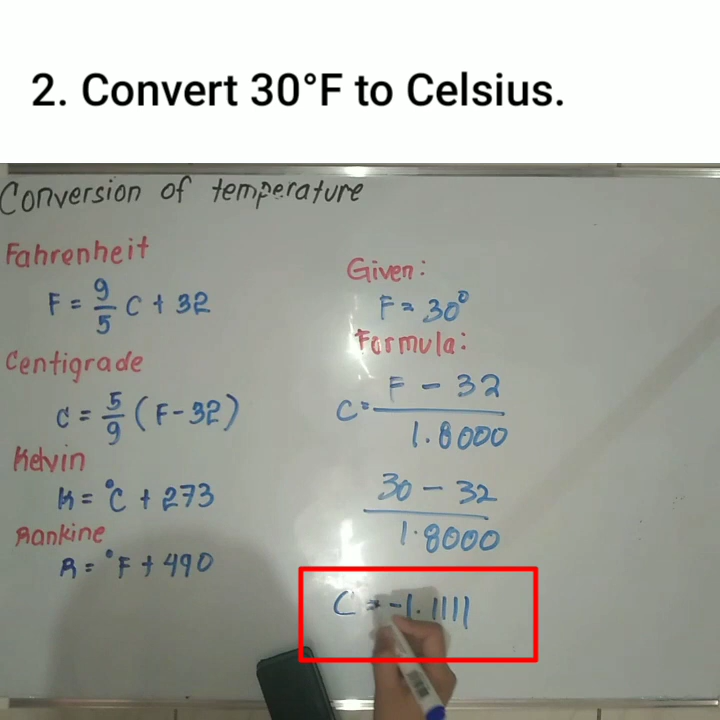 2. Convert 30°F to Celsius.
Conversion of temperature
Fahrenheit
F = 9/5 C + 32
Centigrade
C = 5/9 (F - 32)
Kelvin
K = °C + 273
Rankine
R = °F + 490
Given:
F = 30°
Formula:
C = F - 32
1.8000
30 - 32
1.8000
C = -1.1111